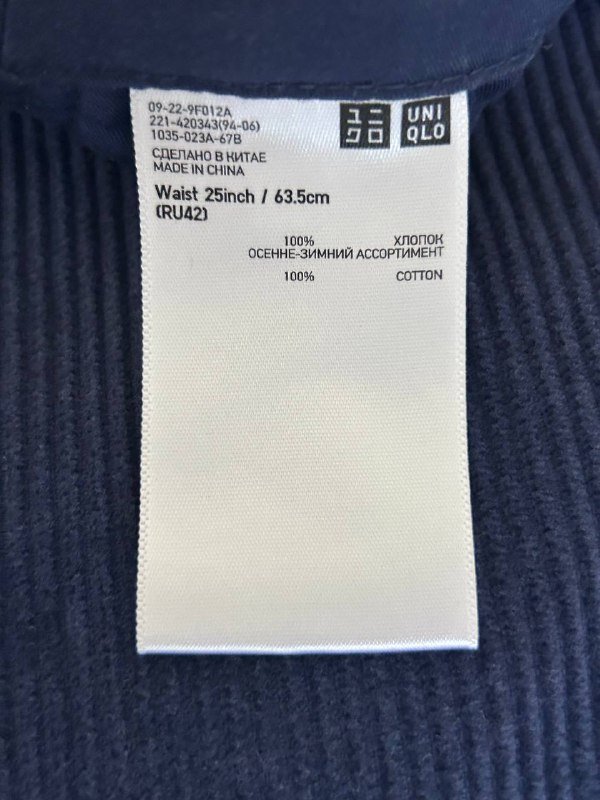 09-22-9F012A
221-420343(94-06)
1035-023A-67B
СДЕЛАНО В КИТАЕ
MADE IN CHINA
ユニ
クロ
UNI
QLO
Waist 25inch / 63.5cm
(RU42)
100% ХЛОПОК
ОСЕННЕ-ЗИМНИЙ АССОРТИМЕНТ
100% COTTON